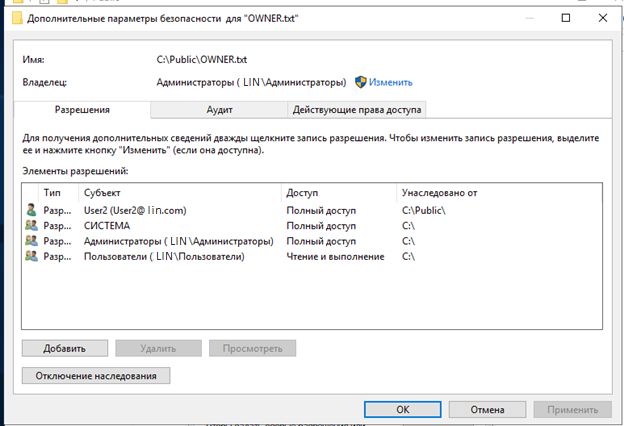 Public
Дополнительные параметры безопасности для "OWNER.txt"
Имя: C:\Public\OWNER.txt
Владелец: Администраторы ( LIN\Администраторы) Изменить
Разрешения Аудит Действующие права доступа
Для получения дополнительных сведений дважды щелкните запись разрешения. Чтобы изменить запись разрешения, выделите
ее и нажмите кнопку "Изменить" (если она доступна).
Элементы разрешений:
Тип Субъект Доступ Унаследовано от
Разр... User2 (User2@ lin.com) Полный доступ C:\Public\
Разр... СИСТЕМА Полный доступ C:\
Разр... Администраторы ( LIN\Администраторы) Полный доступ C:\
Разр... Пользователи ( LIN\Пользователи) Чтение и выполнение C:\
Добавить Удалить Просмотреть
Отключение наследования
OK Отмена Применить